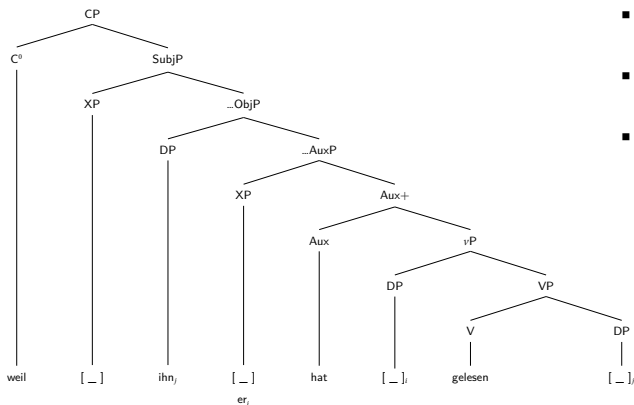 CP
C⁰ SubjP
XP ...ObjP
DP ...AuxP
XP Aux+
Aux vP
DP VP
V DP
weil [ _ ] ihnⱼ [ _ ] hat [ _ ]ᵢ gelesen [ _ ]ⱼ
erᵢ